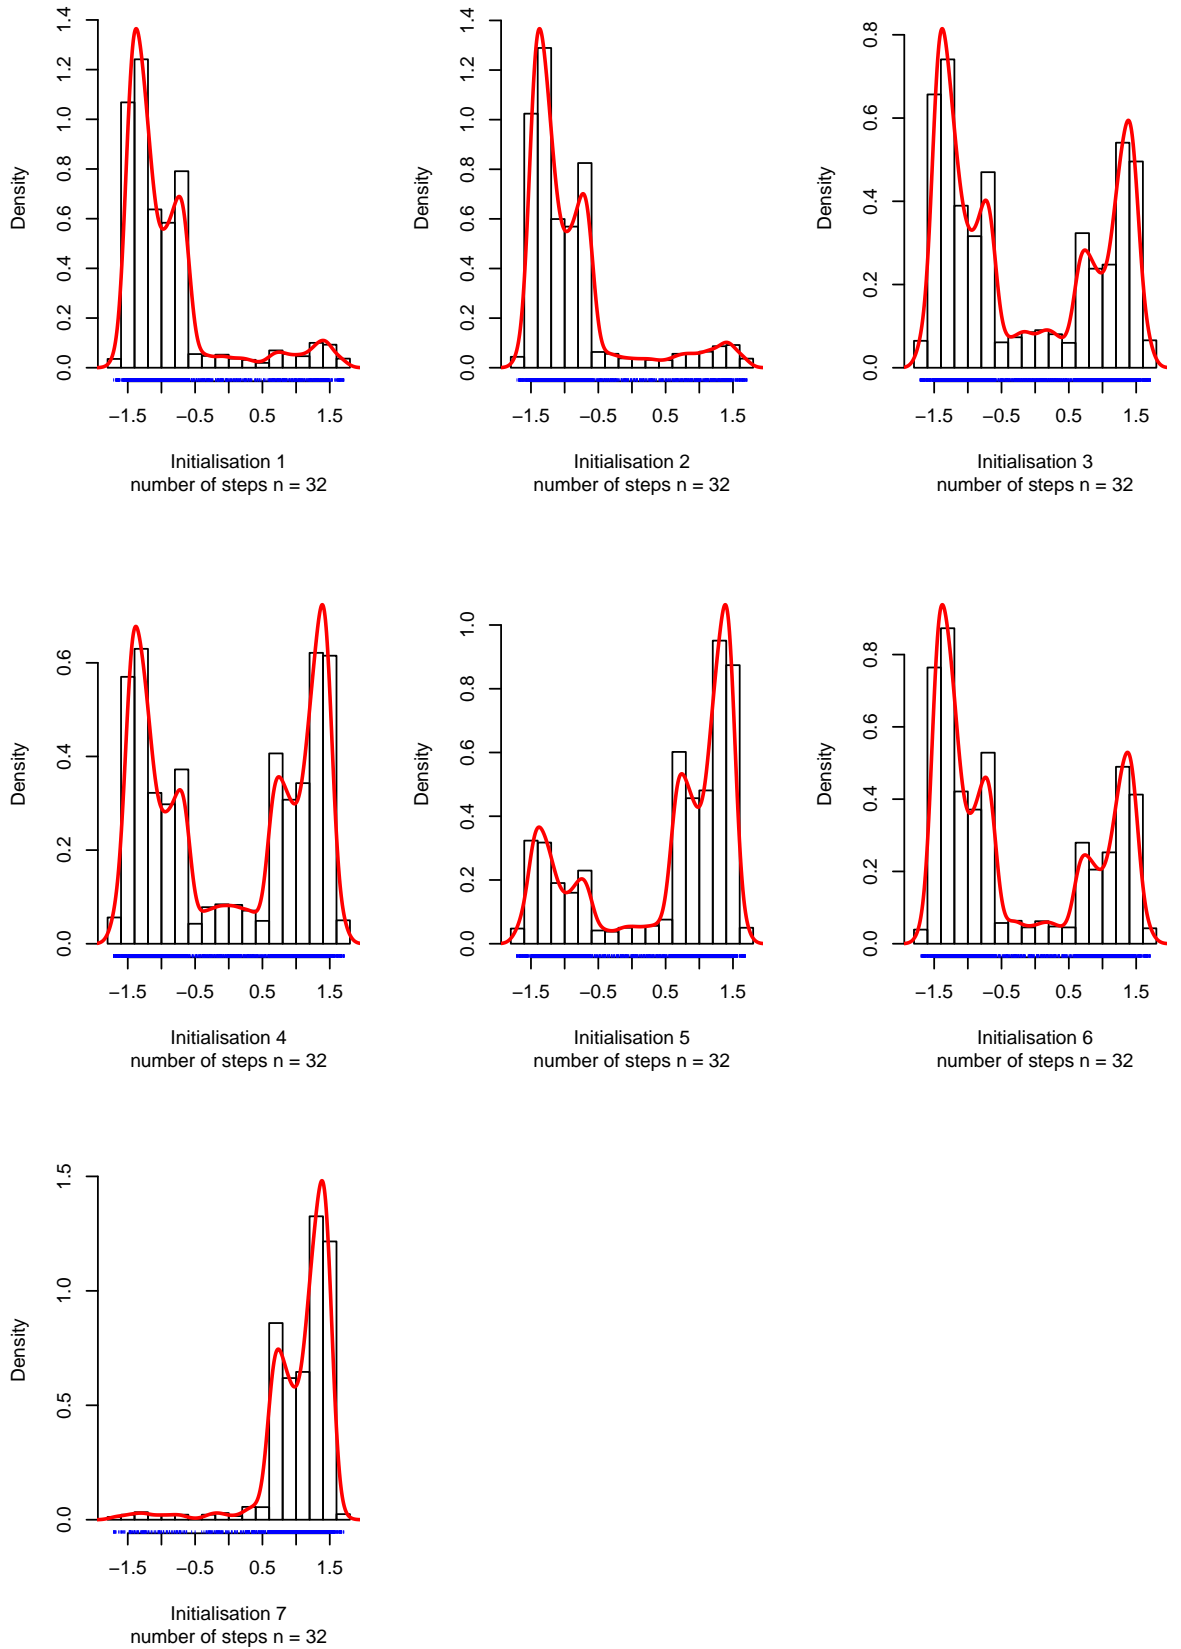 Density
0.0 0.2 0.4 0.6 0.8 1.0 1.2 1.4
−1.5 −0.5 0.5 1.5
Initialisation 1
number of steps n = 32
Density
0.0 0.2 0.4 0.6 0.8 1.0 1.2 1.4
−1.5 −0.5 0.5 1.5
Initialisation 2
number of steps n = 32
Density
0.0 0.2 0.4 0.6 0.8
−1.5 −0.5 0.5 1.5
Initialisation 3
number of steps n = 32
Density
0.0 0.2 0.4 0.6
−1.5 −0.5 0.5 1.5
Initialisation 4
number of steps n = 32
Density
0.0 0.2 0.4 0.6 0.8 1.0
−1.5 −0.5 0.5 1.5
Initialisation 5
number of steps n = 32
Density
0.0 0.2 0.4 0.6 0.8
−1.5 −0.5 0.5 1.5
Initialisation 6
number of steps n = 32
Density
0.0 0.5 1.0 1.5
−1.5 −0.5 0.5 1.5
Initialisation 7
number of steps n = 32